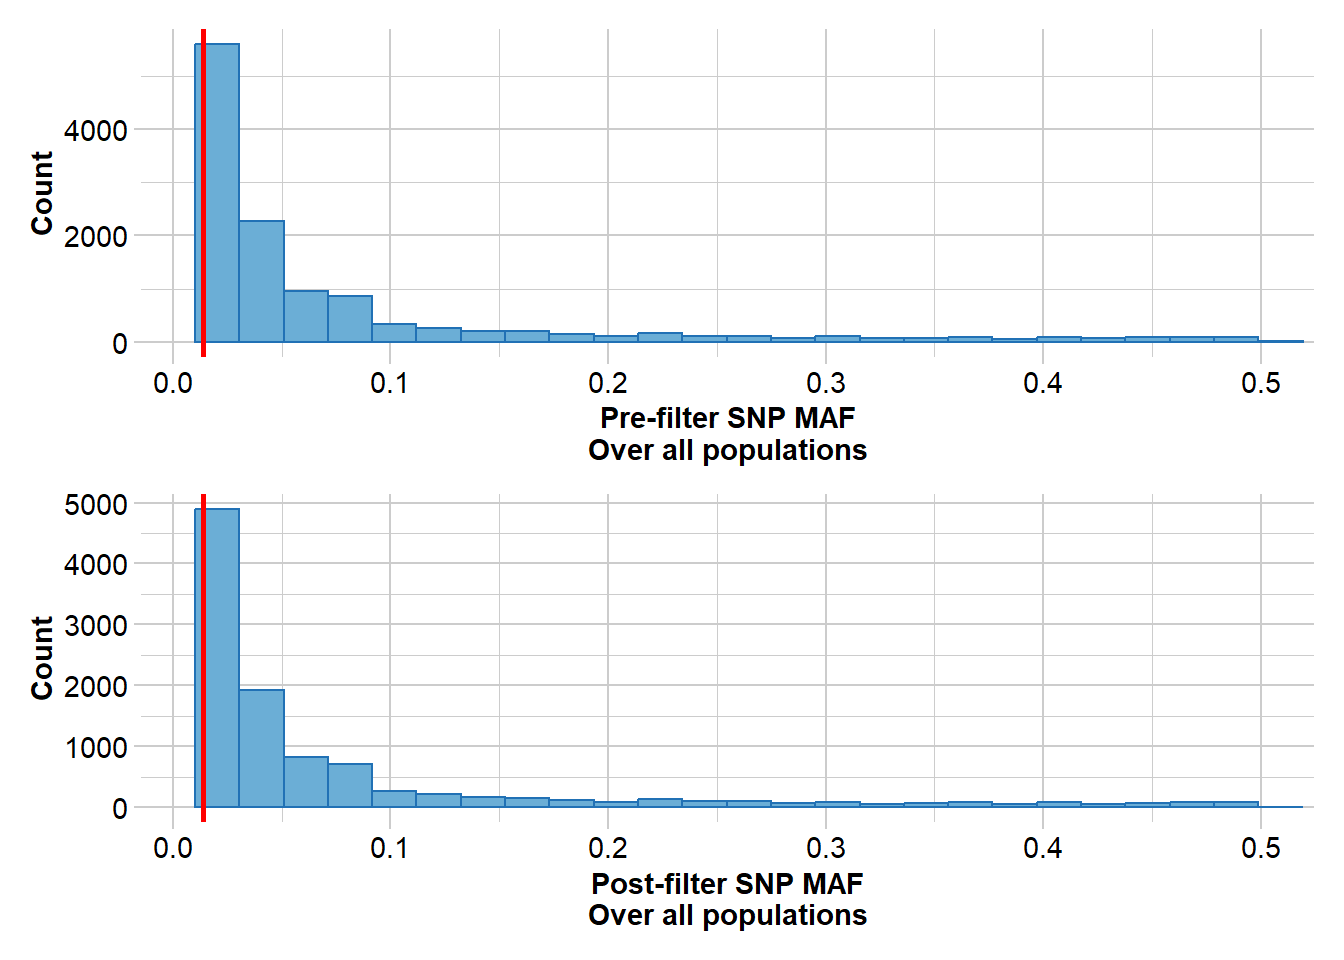 Count
4000
2000
0
0.0 0.1 0.2 0.3 0.4 0.5
Pre-filter SNP MAF
Over all populations
Count
5000
4000
3000
2000
1000
0
0.0 0.1 0.2 0.3 0.4 0.5
Post-filter SNP MAF
Over all populations